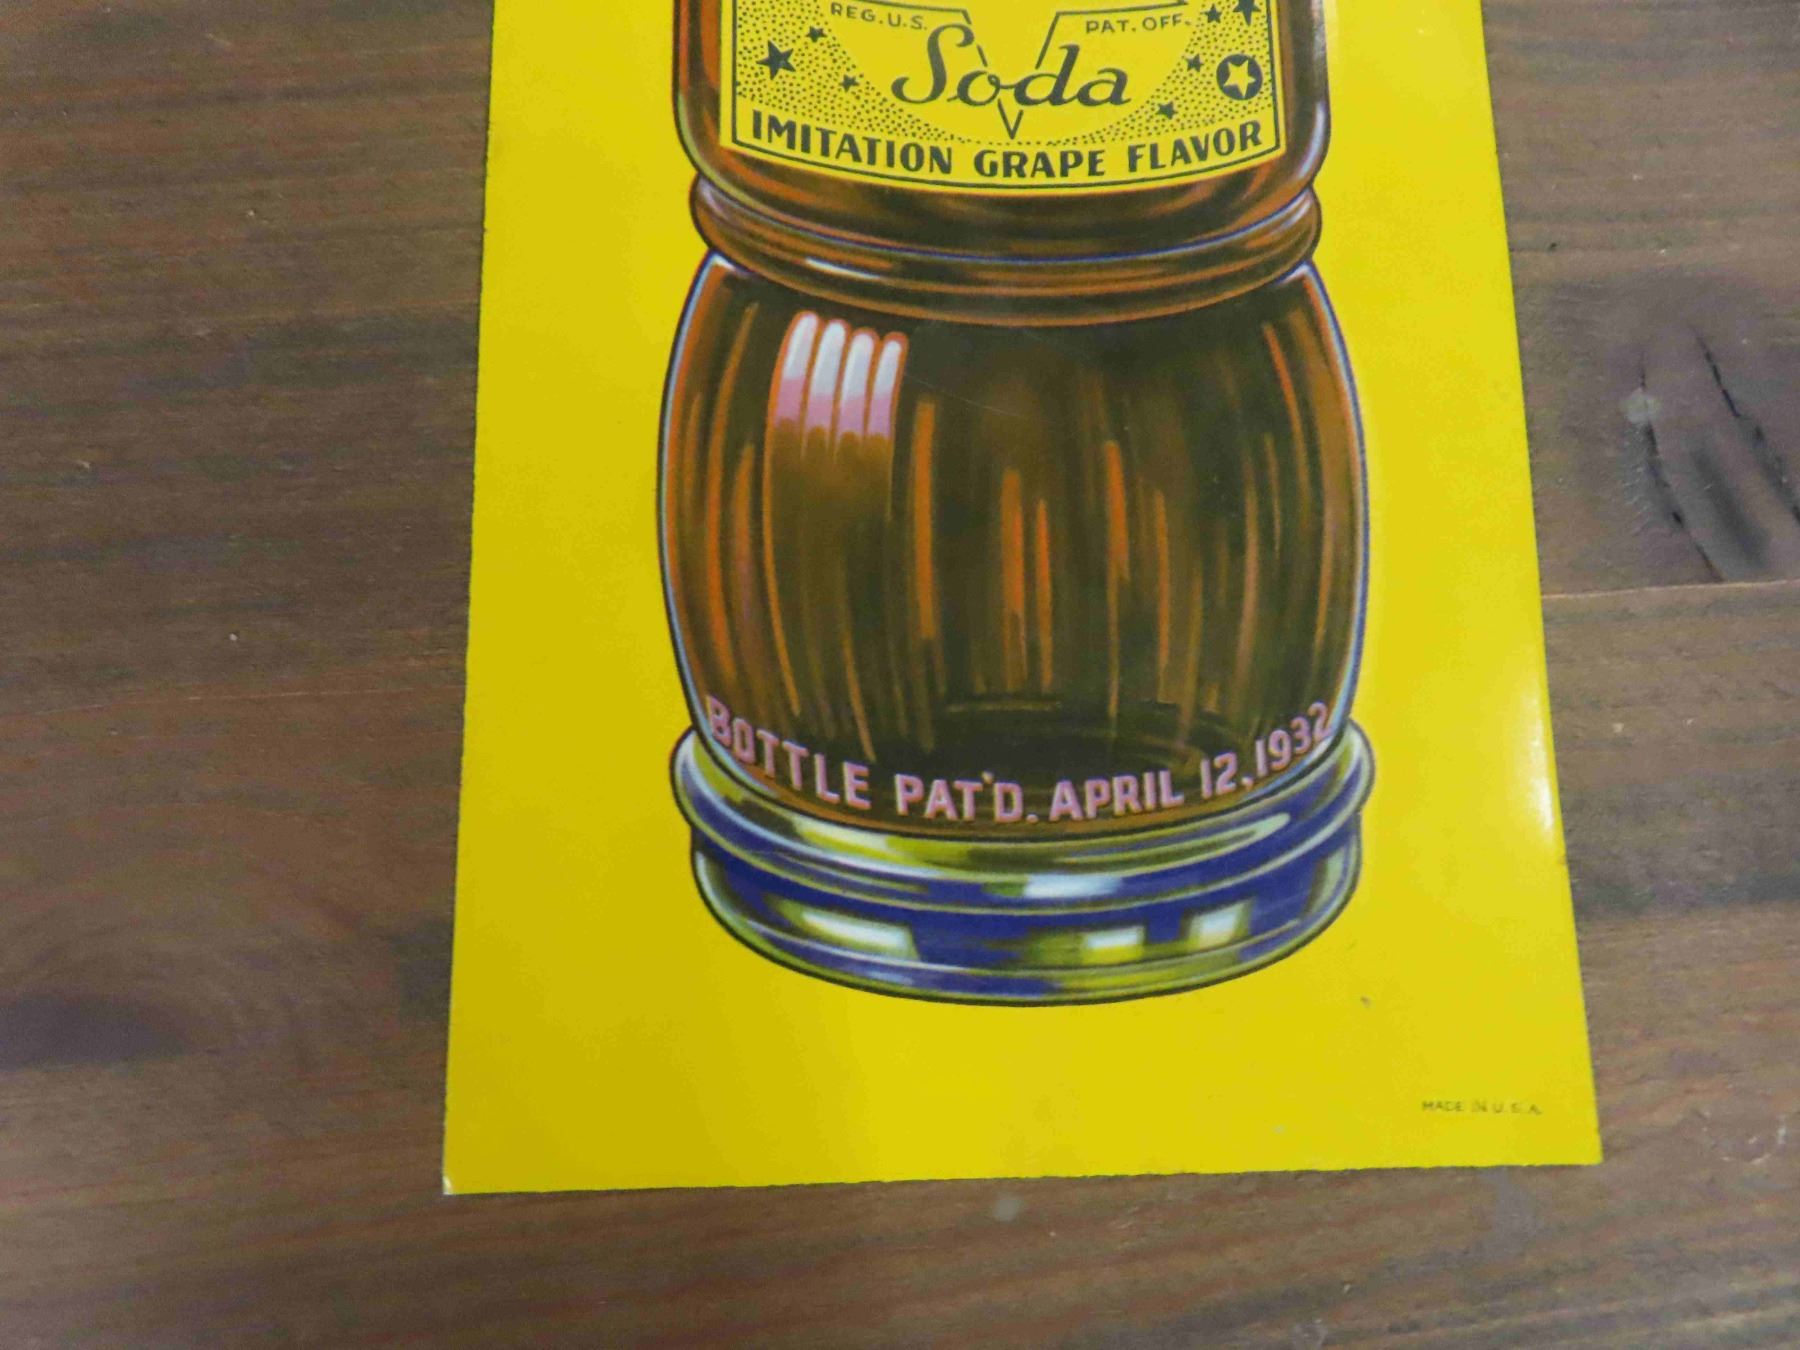 REG. U.S. PAT. OFF.
Soda
IMITATION GRAPE FLAVOR
BOTTLE PAT'D. APRIL 12, 1932
MADE IN U.S.A.